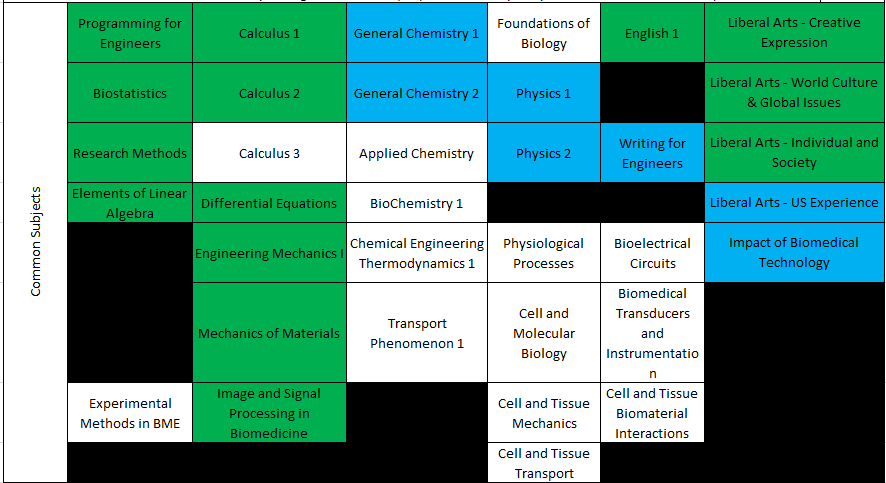 Common Subjects
Programming for
Engineers
Calculus 1
General Chemistry 1
Foundations of
Biology
English 1
Liberal Arts - Creative
Expression
Biostatistics
Calculus 2
General Chemistry 2
Physics 1
Liberal Arts - World Culture
& Global Issues
Research Methods
Calculus 3
Applied Chemistry
Physics 2
Writing for
Engineers
Liberal Arts - Individual and
Society
Elements of Linear
Algebra
Differential Equations
BioChemistry 1
Liberal Arts - US Experience
Engineering Mechanics I
Chemical Engineering
Thermodynamics 1
Physiological
Processes
Bioelectrical
Circuits
Impact of Biomedical
Technology
Mechanics of Materials
Transport
Phenomenon 1
Cell and
Molecular
Biology
Biomedical
Transducers
and
Instrumentatio
n
Experimental
Methods in BME
Image and Signal
Processing in
Biomedicine
Cell and Tissue
Mechanics
Cell and Tissue
Biomaterial
Interactions
Cell and Tissue
Transport